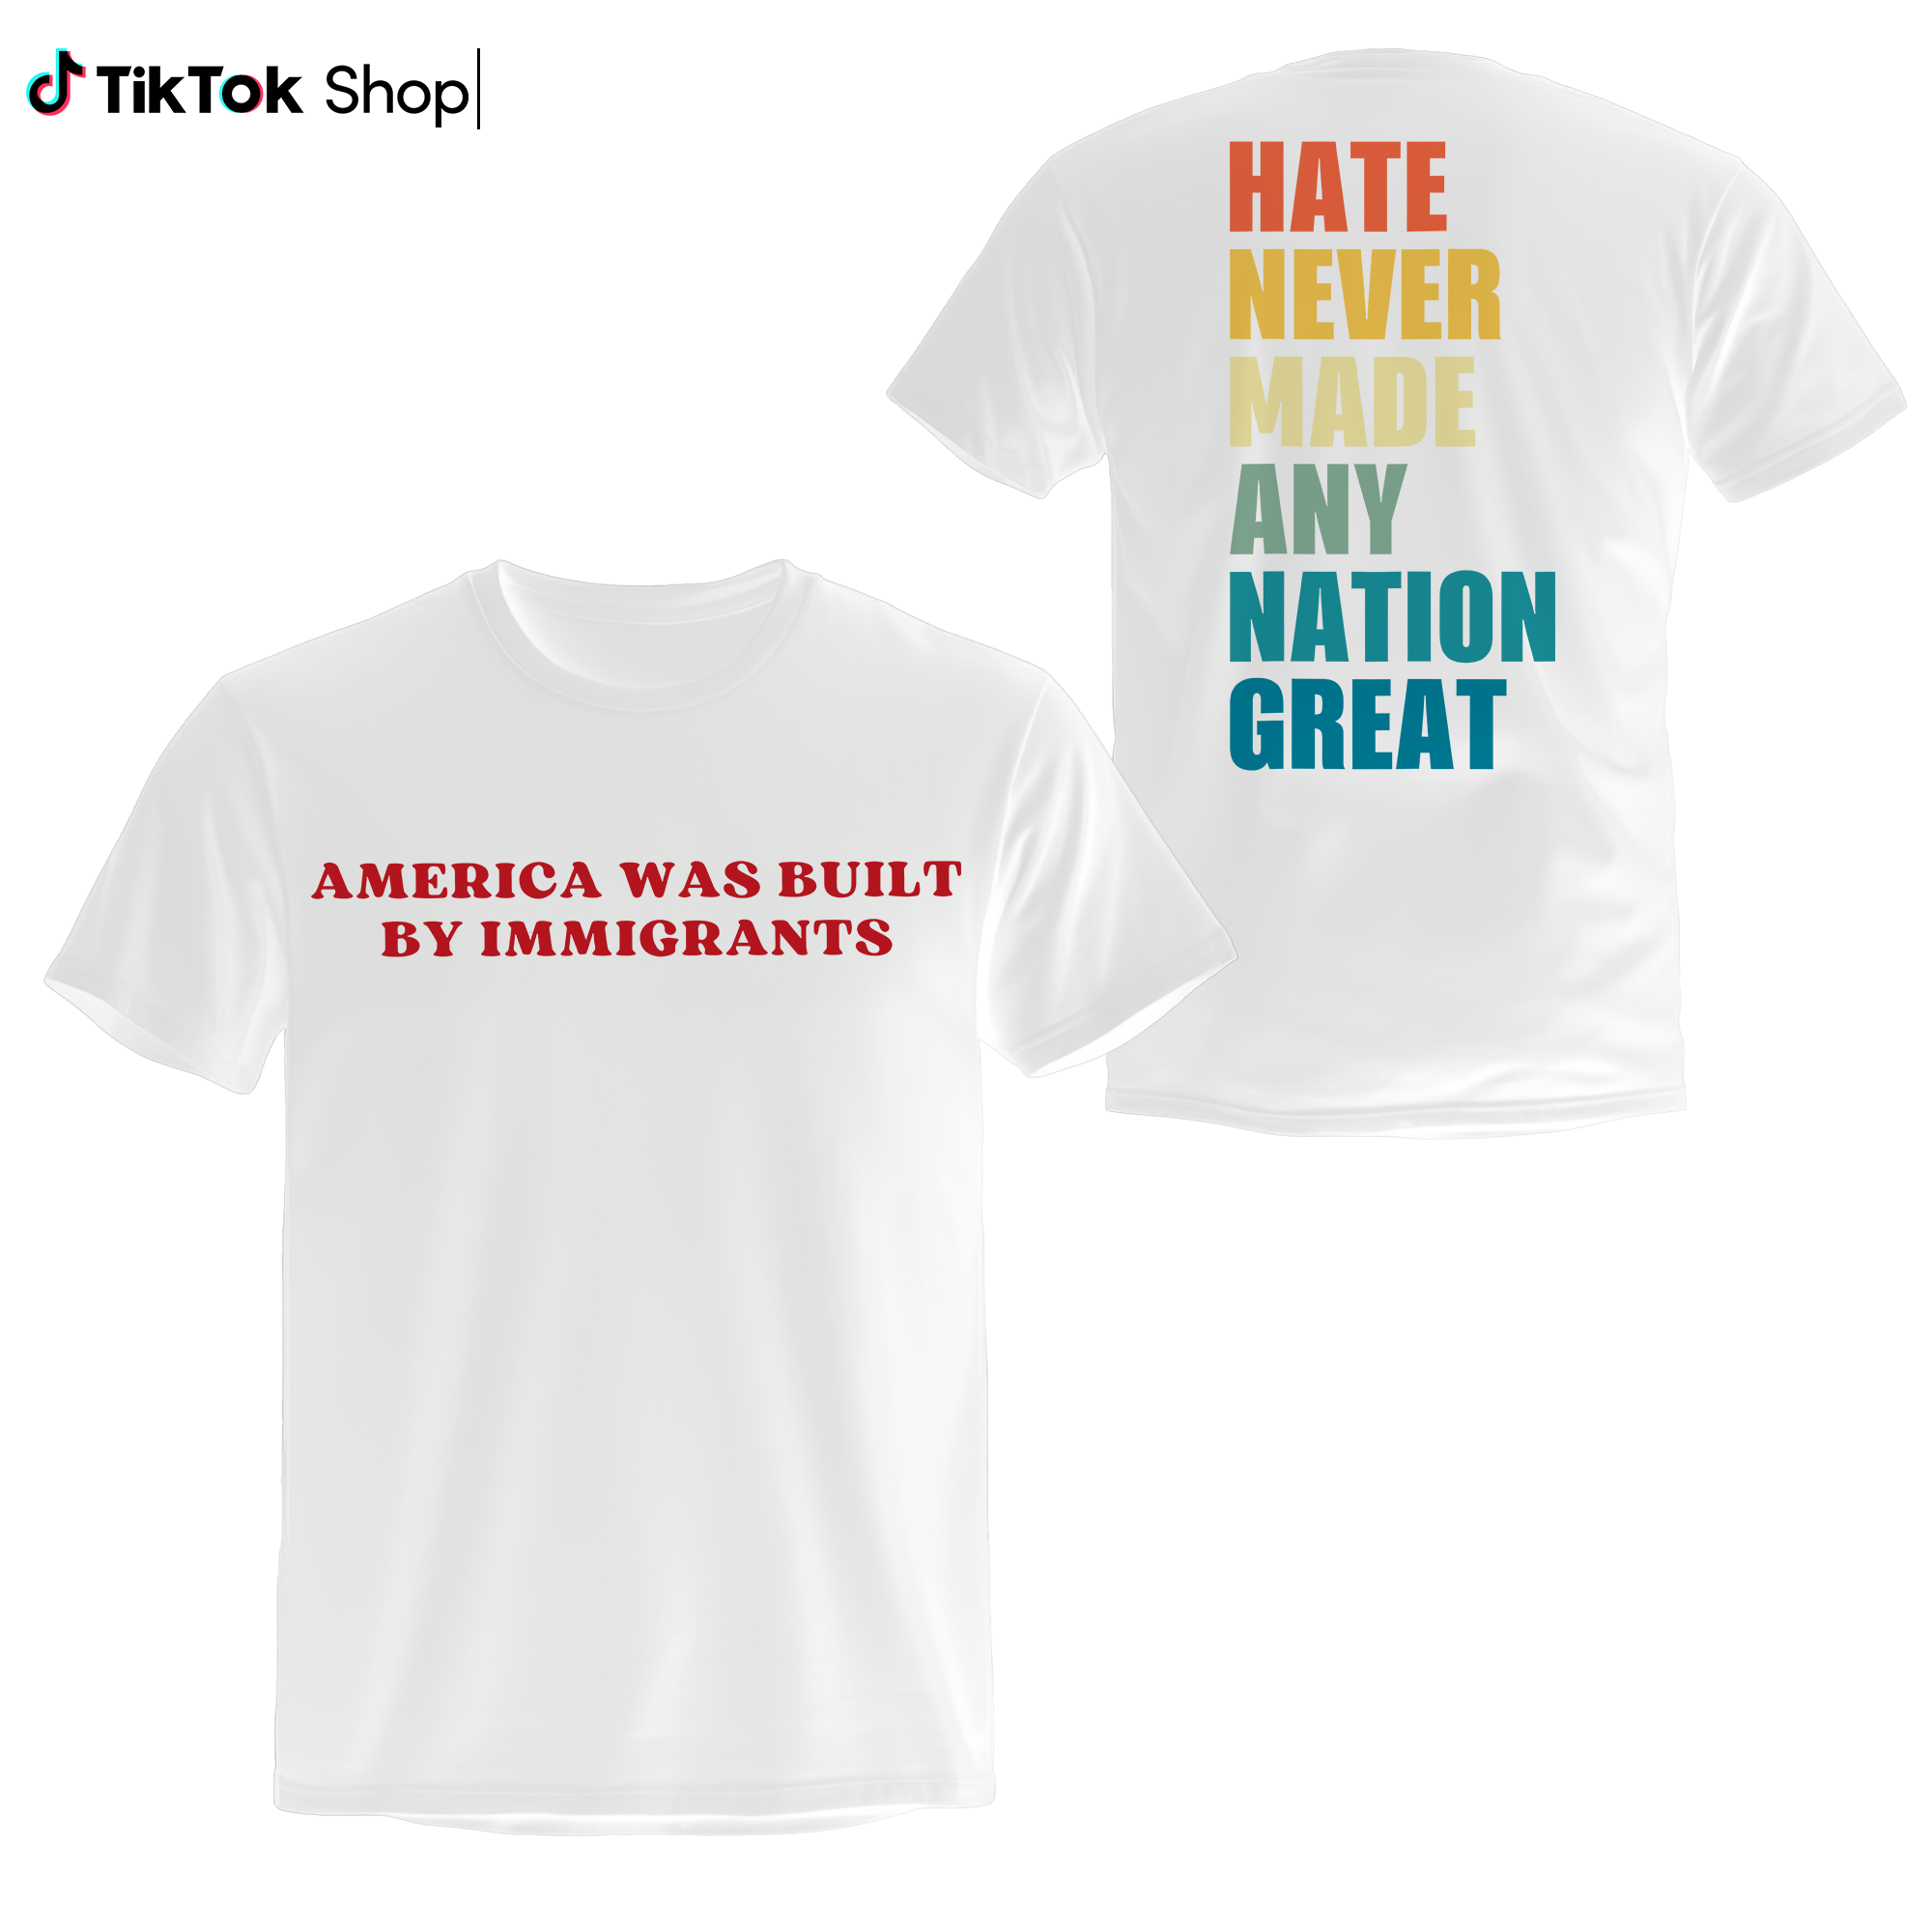 TikTok Shop
HATE
NEVER
MADE
ANY
NATION
GREAT
AMERICA WAS BUILT
BY IMMIGRANTS